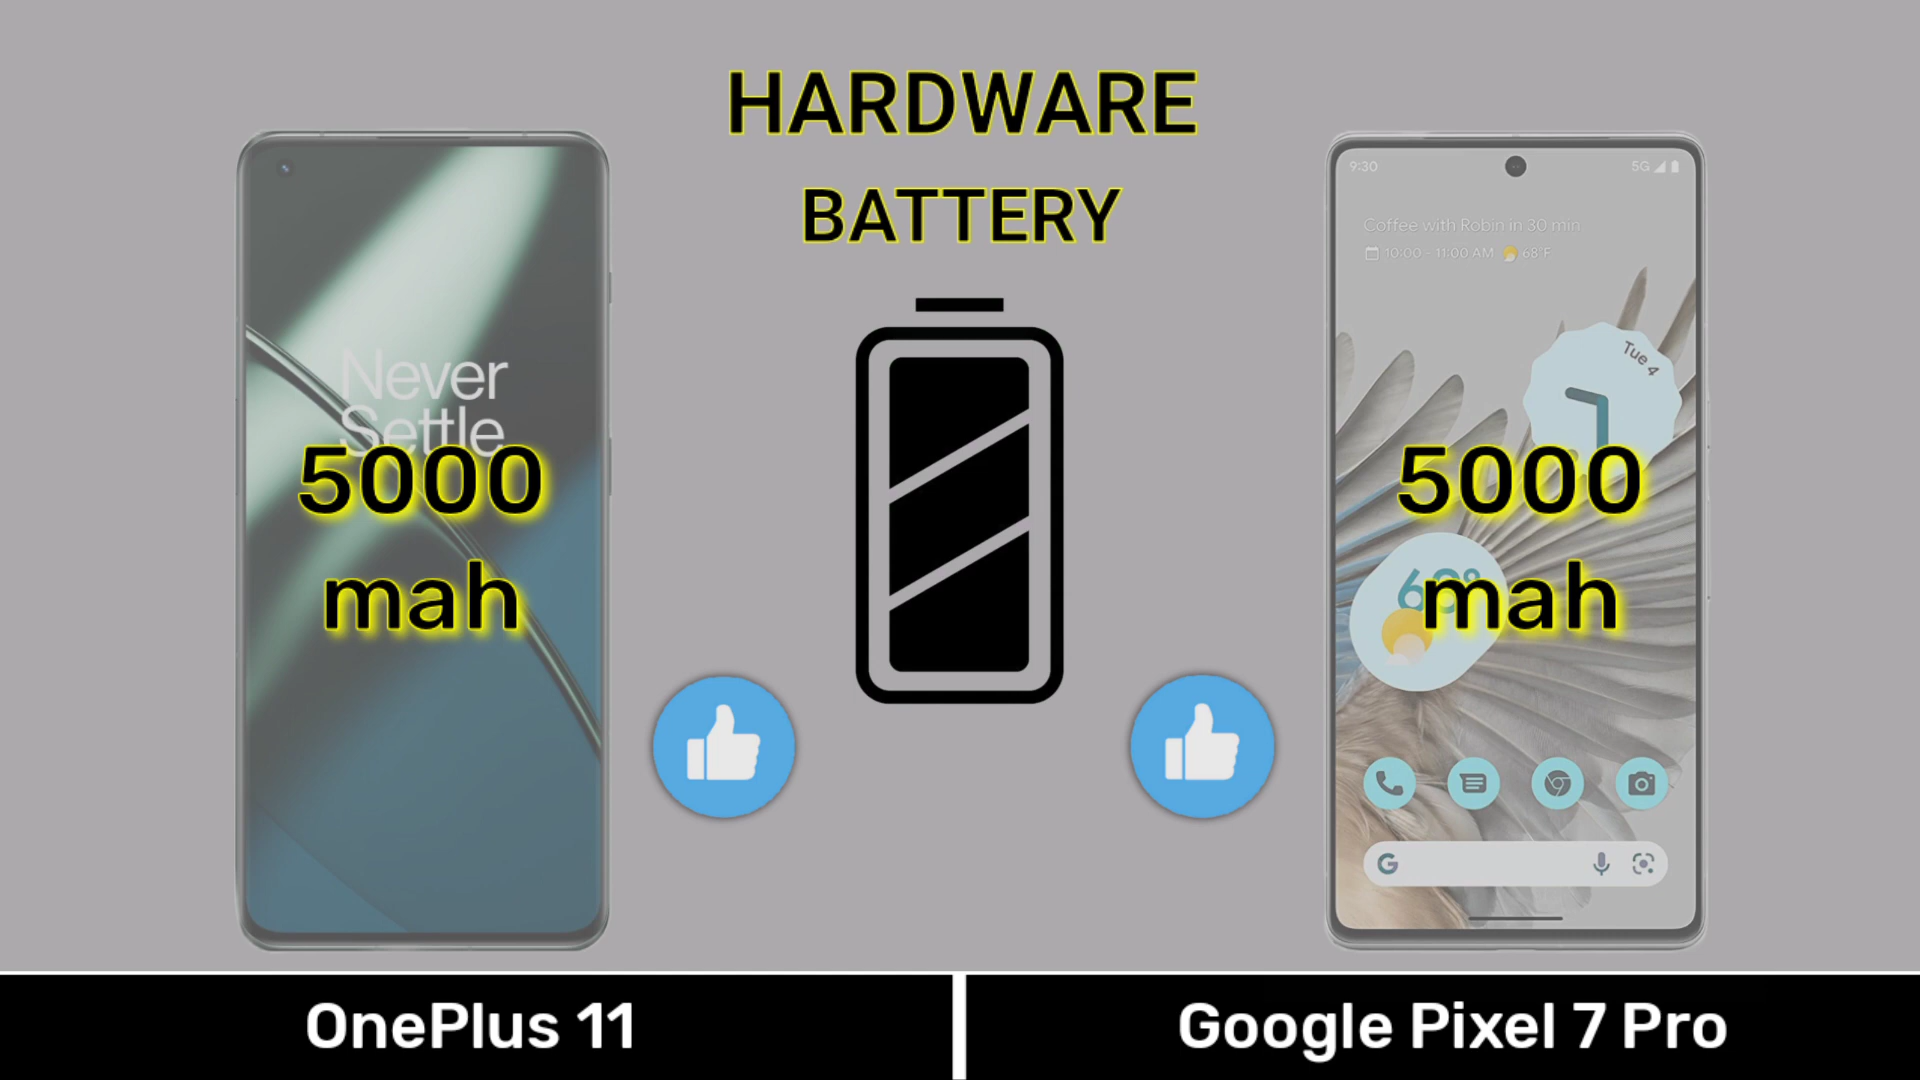 HARDWARE
BATTERY
Never
Settle
5000
mah
9:30
5G
Coffee with Robin in 30 min
10:00 - 11:00 AM 68°F
Tue 4
5000
68°
mah
G
OnePlus 11
Google Pixel 7 Pro